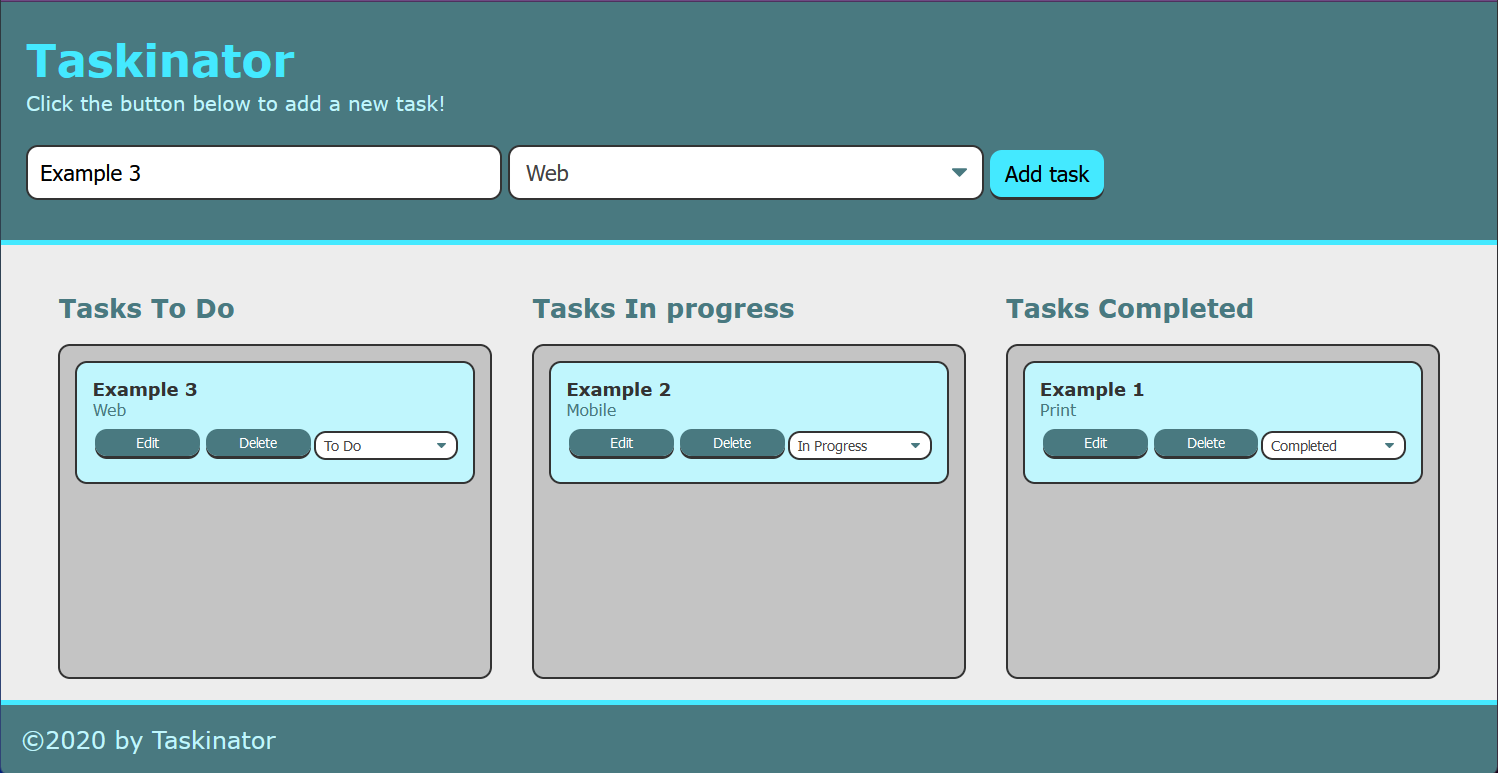 Taskinator
Click the button below to add a new task!
Example 3 Web Add task
Tasks To Do
Example 3
Web
Edit Delete To Do
Tasks In progress
Example 2
Mobile
Edit Delete In Progress
Tasks Completed
Example 1
Print
Edit Delete Completed
©2020 by Taskinator